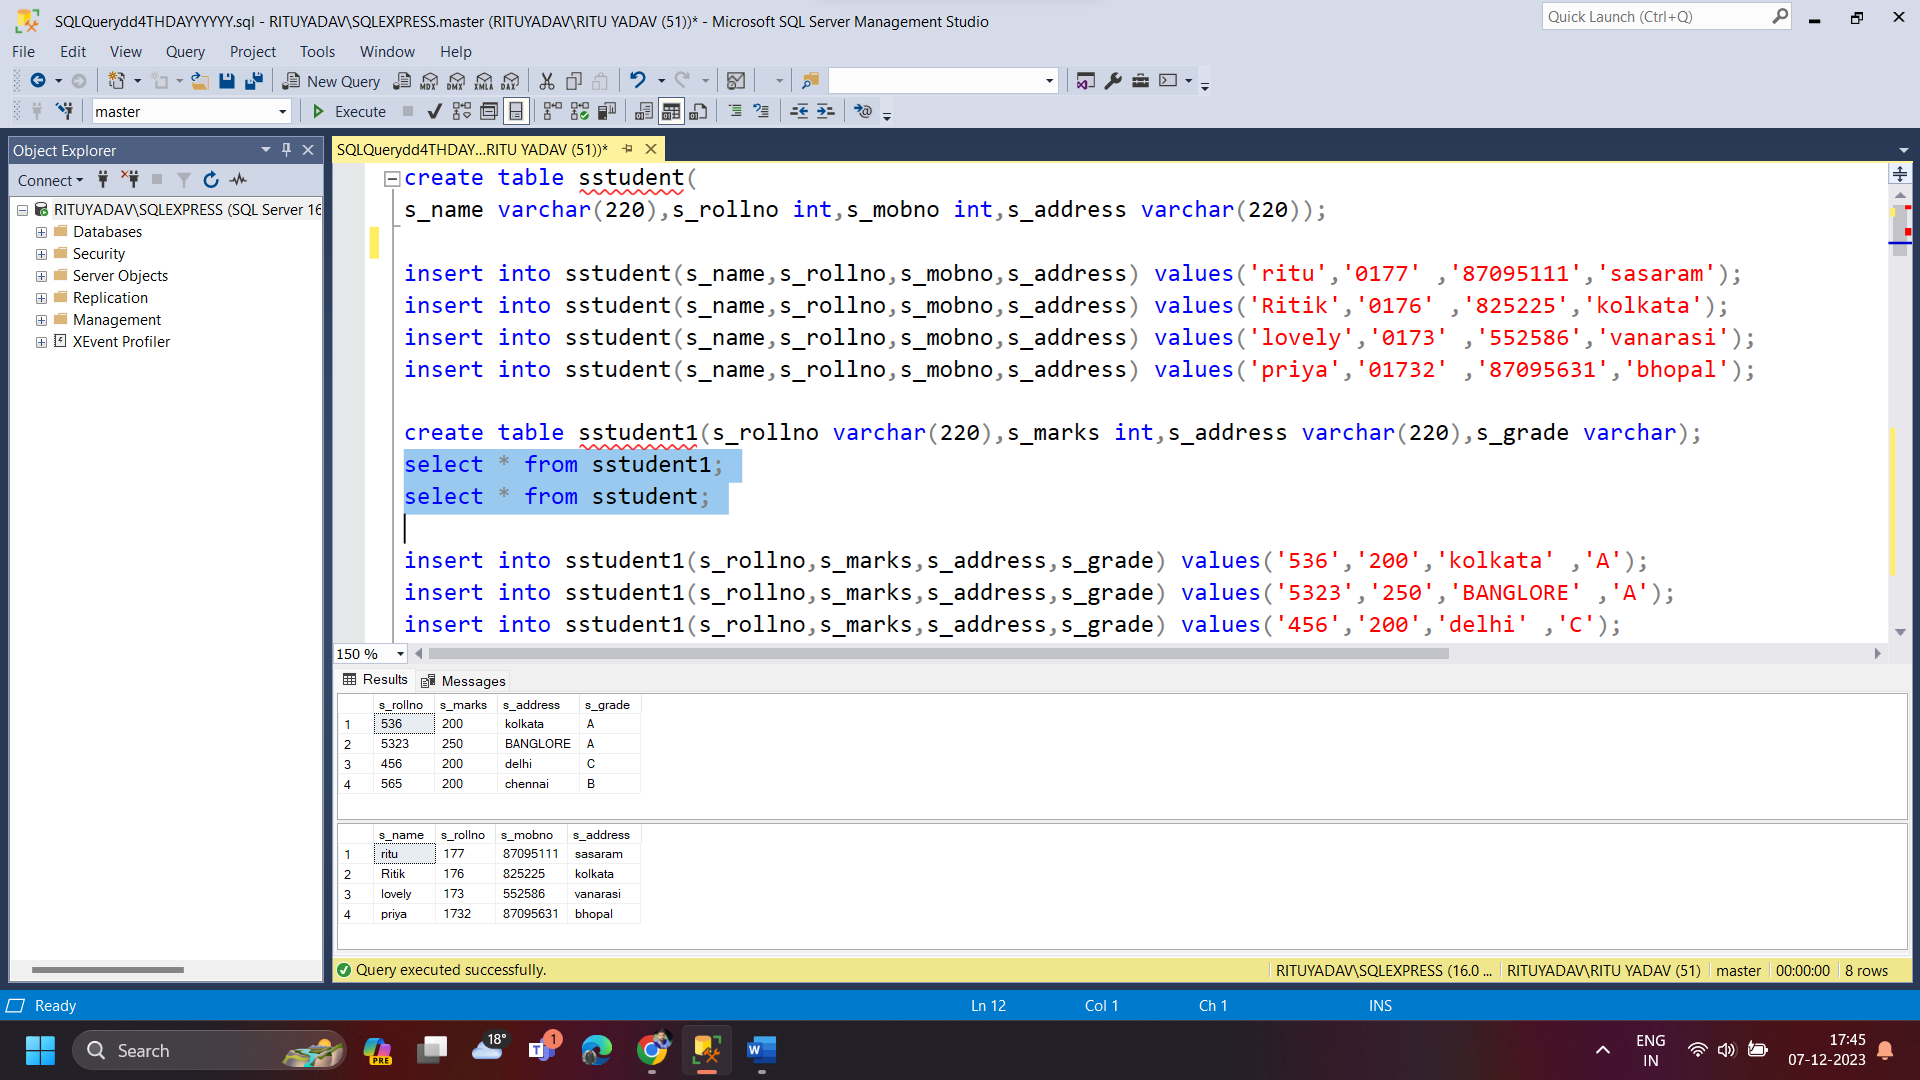 SQLQuerydd4THDAYYYYYY.sql - RITUYADAV\SQLEXPRESS.master (RITUYADAV\RITU YADAV (51))* - Microsoft SQL Server Management Studio
Quick Launch (Ctrl+Q)
File Edit View Query Project Tools Window Help
New Query MDX DMX XMLA DAX
master Execute
Object Explorer
SQLQuerydd4THDAY...RITU YADAV (51))*
Connect
RITUYADAV\SQLEXPRESS (SQL Server 16
Databases
Security
Server Objects
Replication
Management
XEvent Profiler
create table sstudent(
s_name varchar(220),s_rollno int,s_mobno int,s_address varchar(220));
insert into sstudent(s_name,s_rollno,s_mobno,s_address) values('ritu','0177' ,'87095111','sasaram');
insert into sstudent(s_name,s_rollno,s_mobno,s_address) values('Ritik','0176' ,'825225','kolkata');
insert into sstudent(s_name,s_rollno,s_mobno,s_address) values('lovely','0173' ,'552586','vanarasi');
insert into sstudent(s_name,s_rollno,s_mobno,s_address) values('priya','01732' ,'87095631','bhopal');
create table sstudent1(s_rollno varchar(220),s_marks int,s_address varchar(220),s_grade varchar);
select * from sstudent1;
select * from sstudent;
insert into sstudent1(s_rollno,s_marks,s_address,s_grade) values('536','200','kolkata' ,'A');
insert into sstudent1(s_rollno,s_marks,s_address,s_grade) values('5323','250','BANGLORE' ,'A');
insert into sstudent1(s_rollno,s_marks,s_address,s_grade) values('456','200','delhi' ,'C');
150 %
Results Messages
s_rollno s_marks s_address s_grade
1 536 200 kolkata A
2 5323 250 BANGLORE A
3 456 200 delhi C
4 565 200 chennai B
s_name s_rollno s_mobno s_address
1 ritu 177 87095111 sasaram
2 Ritik 176 825225 kolkata
3 lovely 173 552586 vanarasi
4 priya 1732 87095631 bhopal
Query executed successfully. RITUYADAV\SQLEXPRESS (16.0 ... RITUYADAV\RITU YADAV (51) master 00:00:00 8 rows
Ready Ln 12 Col 1 Ch 1 INS
Search PRE 18° 1 ENG IN 17:45 07-12-2023